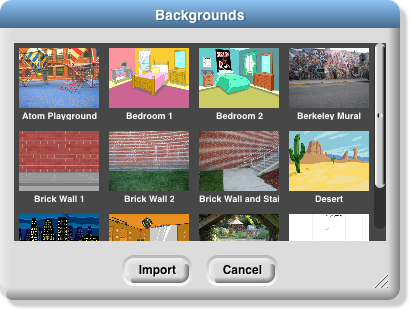 Backgrounds
Atom Playground Bedroom 1 Bedroom 2 Berkeley Mural
Brick Wall 1 Brick Wall 2 Brick Wall and Stai Desert
Import Cancel